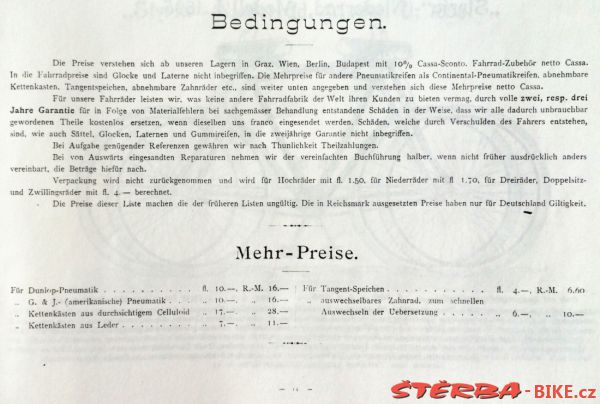 Bedingungen.
Die Preise verstehen sich ab unseren Lagern in Graz, Wien, Berlin, Budapest mit 10% Cassa-Sconto. Fahrrad-Zubehör netto Cassa.
In die Fahrradpreise sind Glocke und Laterne nicht inbegriffen. Die Mehrpreise für andere Pneumatikreifen als Continental-Pneumatikreifen, abnehmbare
Kettenkasten, Tangentspeichen, abnehmbare Zahnräder etc., sind weiter unten angegeben und verstehen sich diese Mehrpreise netto Cassa.
Für unsere Fahrräder leisten wir, was keine andere Fahrradfabrik der Welt ihren Kunden zu bieten vermag, durch volle zwei, resp. drei
Jahre Garantie für in Folge von Materialfehlern bei sachgemässer Behandlung entstandene Schäden in der Weise, dass wir alle dadurch unbrauchbar
gewordenen Theile kostenlos ersetzen, wenn dieselben uns franco eingesendet werden. Schäden, welche durch Verschulden des Fahrers entstehen,
sind, wie auch Sättel, Glocken, Laternen und Gummireifen, in die zweijährige Garantie nicht inbegriffen.
Bei Aufgabe genügender Referenzen gewähren wir nach Thunlichkeit Theilzahlungen.
Bei von Auswärts eingesandten Reparaturen nehmen wir der vereinfachten Buchführung halber, wenn nicht früher ausdrücklich anders
vereinbart, die Beträge hiefür nach.
Verpackung wird nicht zurückgenommen und wird für Hochräder mit fl. 1.50, für Niederräder mit fl 1.70, für Dreiräder, Doppelsitz-
und Zwillingsräder mit fl. 4.— berechnet.
Die Preise dieser Liste machen die der früheren Listen ungültig. Die in Reichsmark ausgesetzten Preise haben nur für Deutschland Giltigkeit.
Mehr-Preise.
Für Dunlop-Pneumatik . . . . . . . . . . fl. 10.—, R.-M. 16.—
„ G. & J.- (amerikanische) Pneumatik . . . . „ 10.—, „ 16.—
„ Kettenkästen aus durchsichtigem Celluloid . „ 17.—, „ 28.—
„ Kettenkästen aus Leder . . . . . . . . . „ 7.—, „ 11.—
Für Tangent-Speichen . . . . . . . . . fl. 4.—, R.-M. 6.60
„ auswechselbares Zahnrad, zum schnellen
Auswechseln der Uebersetzung . . . . „ 6.—, „ 10.—
ŠTĚRBA-BIKE.cz